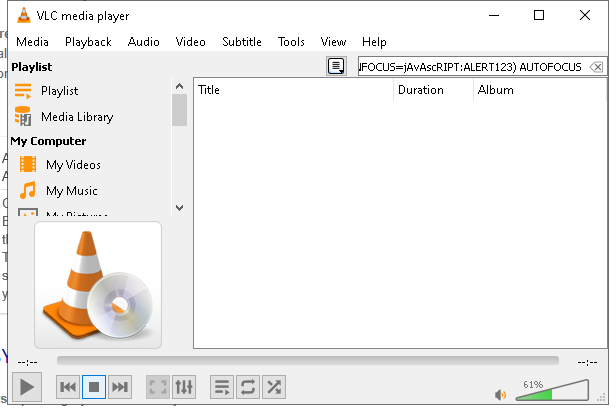 VLC media player
Media Playback Audio Video Subtitle Tools View Help
Playlist
FOCUS=jAvAscRIPT:ALERT123) AUTOFOCUS
Title Duration Album
Playlist
Media Library
My Computer
My Videos
My Music
My Pictures
--:-- --:--
61%